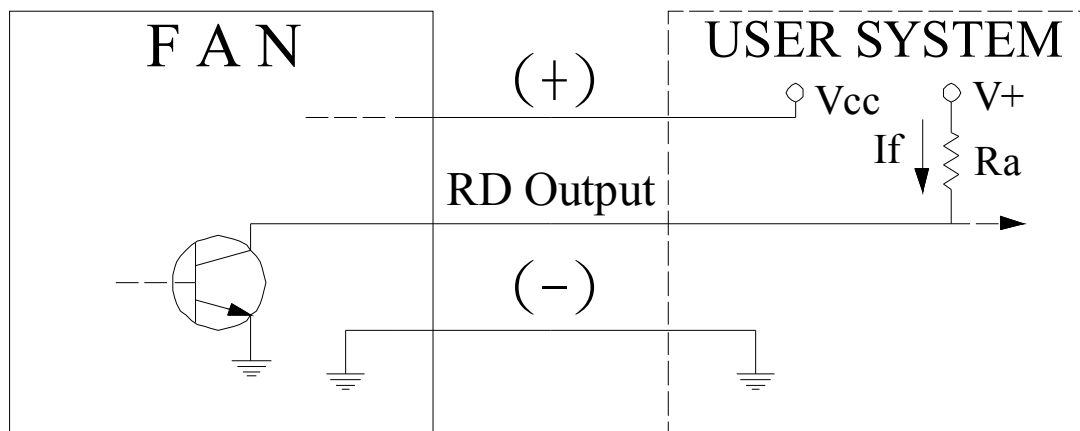 F A N
USER SYSTEM
(+)
Vcc
V+
If
Ra
RD Output
(−)